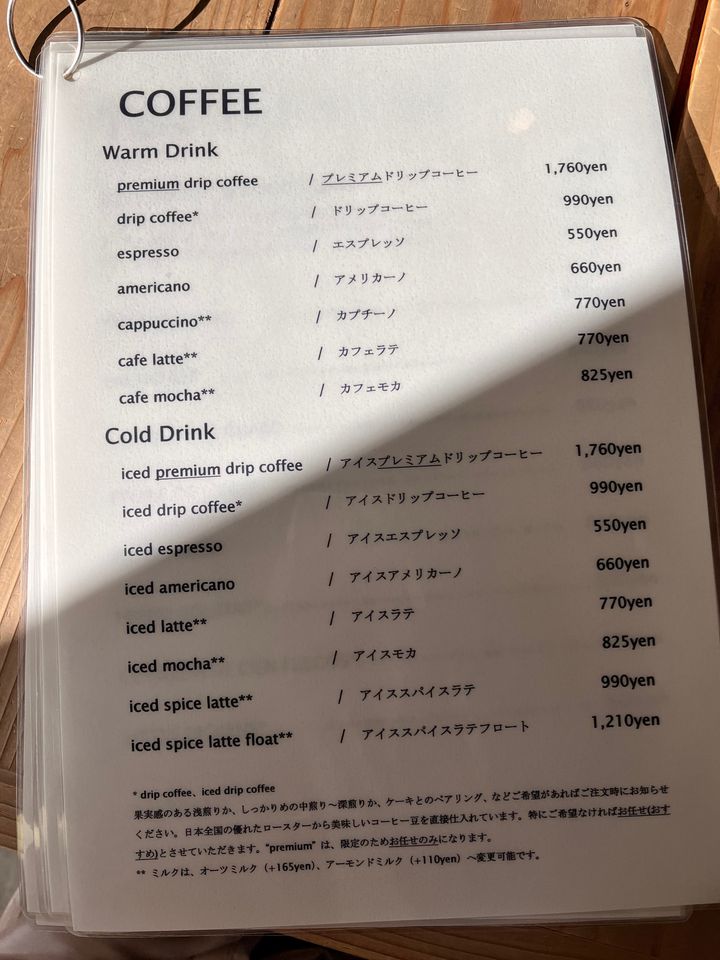 COFFEE
Warm Drink
premium drip coffee / プレミアムドリップコーヒー 1,760yen
drip coffee* / ドリップコーヒー 990yen
espresso / エスプレッソ 550yen
americano / アメリカーノ 660yen
cappuccino** / カプチーノ 770yen
cafe latte** / カフェラテ 770yen
cafe mocha** / カフェモカ 825yen
Cold Drink
iced premium drip coffee / アイスプレミアムドリップコーヒー 1,760yen
iced drip coffee* / アイスドリップコーヒー 990yen
iced espresso / アイスエスプレッソ 550yen
iced americano / アイスアメリカーノ 660yen
iced latte** / アイスラテ 770yen
iced mocha** / アイスモカ 825yen
iced spice latte** / アイススパイスラテ 990yen
iced spice latte float** / アイススパイスラテフロート 1,210yen
* drip coffee、iced drip coffee
果実感のある浅煎りか、しっかりめの中煎り～深煎りか、ケーキとのペアリング、などご希望があればご注文時にお知らせ
ください。日本全国の優れたロースターから美味しいコーヒー豆を直接仕入れています。特にご希望なければお任せ(おす
すめ)とさせていただきます。"premium" は、限定のためお任せのみになります。
** ミルクは、オーツミルク（+165yen）、アーモンドミルク（+110yen）へ変更可能です。